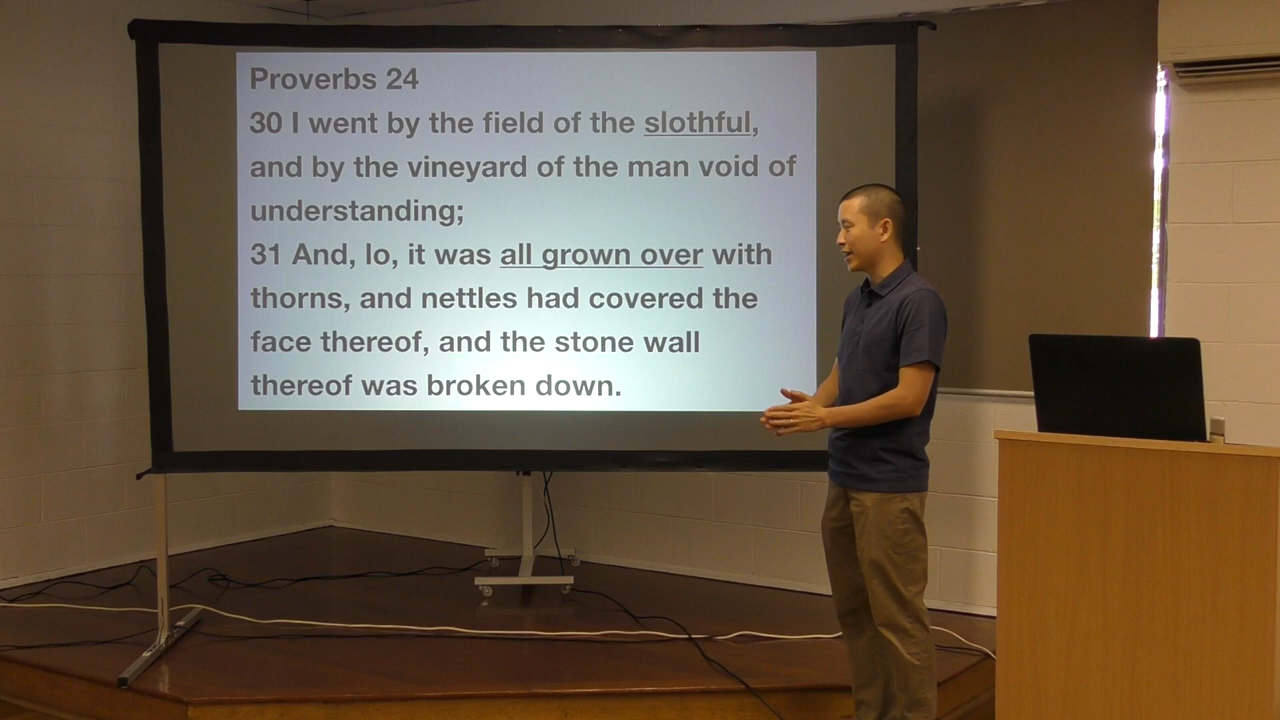 Proverbs 24
30 I went by the field of the slothful,
and by the vineyard of the man void of
understanding;
31 And, lo, it was all grown over with
thorns, and nettles had covered the
face thereof, and the stone wall
thereof was broken down.